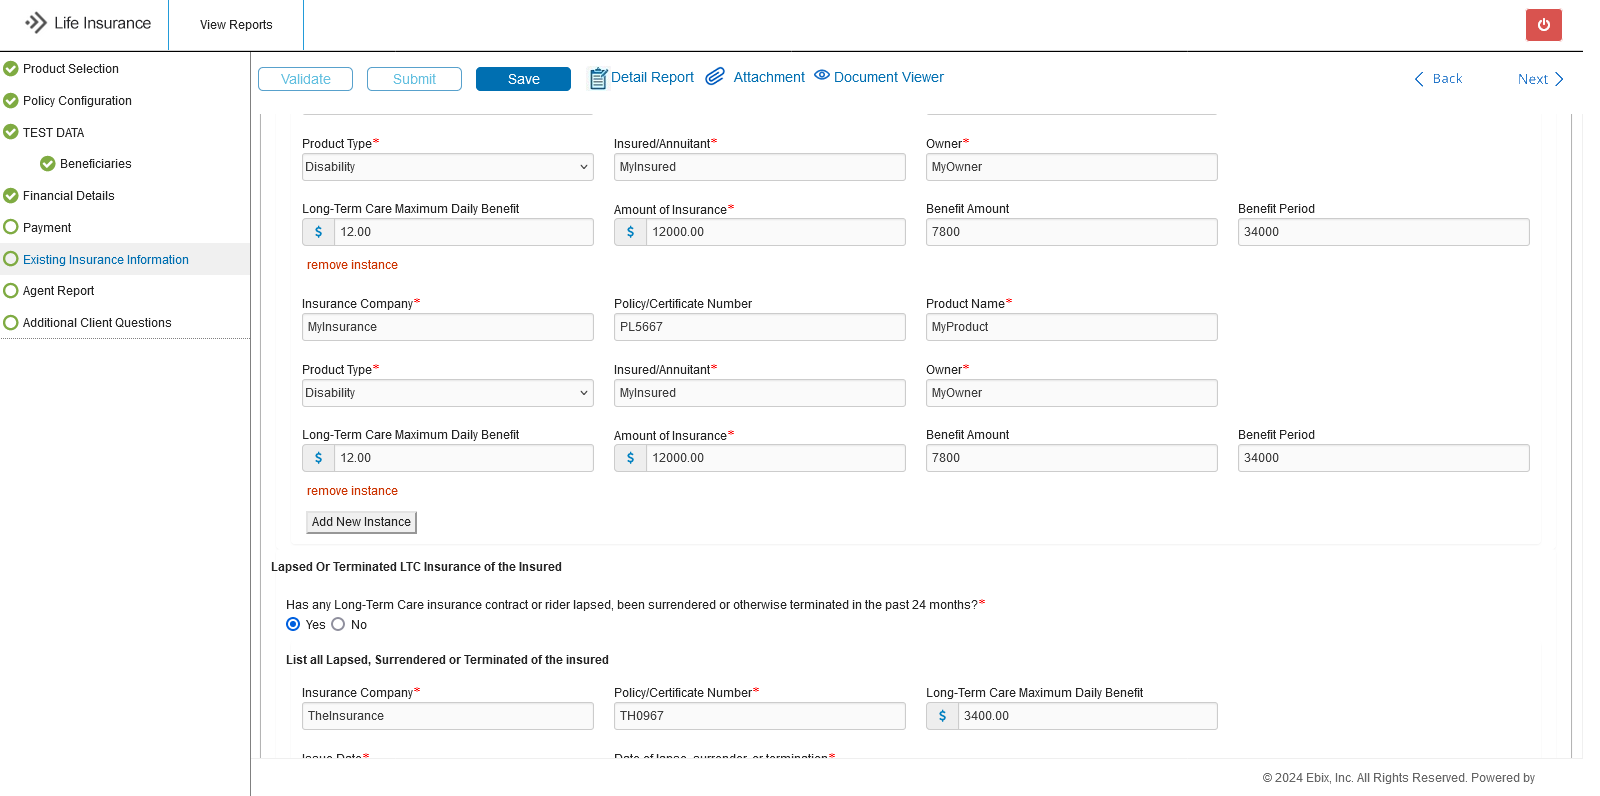 Life Insurance
View Reports
Product Selection
Policy Configuration
TEST DATA
Beneficiaries
Financial Details
Payment
Existing Insurance Information
Agent Report
Additional Client Questions
Validate
Submit
Save
Detail Report
Attachment
Document Viewer
Back
Next
Product Type* Insured/Annuitant* Owner*
Disability MyInsured MyOwner
Long-Term Care Maximum Daily Benefit Amount of Insurance* Benefit Amount Benefit Period
$ 12.00 $ 12000.00 7800 34000
remove instance
Insurance Company* Policy/Certificate Number Product Name*
MyInsurance PL5667 MyProduct
Product Type* Insured/Annuitant* Owner*
Disability MyInsured MyOwner
Long-Term Care Maximum Daily Benefit Amount of Insurance* Benefit Amount Benefit Period
$ 12.00 $ 12000.00 7800 34000
remove instance
Add New Instance
Lapsed Or Terminated LTC Insurance of the Insured
Has any Long-Term Care insurance contract or rider lapsed, been surrendered or otherwise terminated in the past 24 months?*
Yes No
List all Lapsed, Surrendered or Terminated of the insured
Insurance Company* Policy/Certificate Number* Long-Term Care Maximum Daily Benefit
TheInsurance TH0967 $ 3400.00
Issue Date* Date of lapse, surrender, or termination*
© 2024 Ebix, Inc. All Rights Reserved. Powered by